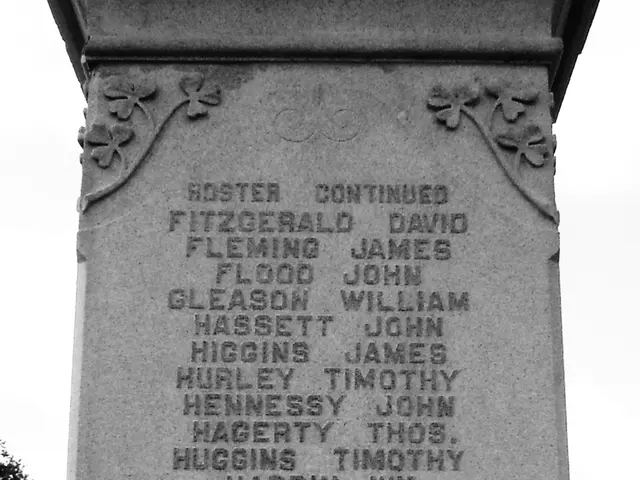 ROSTER CONTINUED
FITZGERALD DAVID
FLEMING JAMES
FLOOD JOHN
GLEASON WILLIAM
HASSETT JOHN
HIGGINS JAMES
HURLEY TIMOTHY
HENNESSY JOHN
HAGERTY THOS.
HUGGINS TIMOTHY